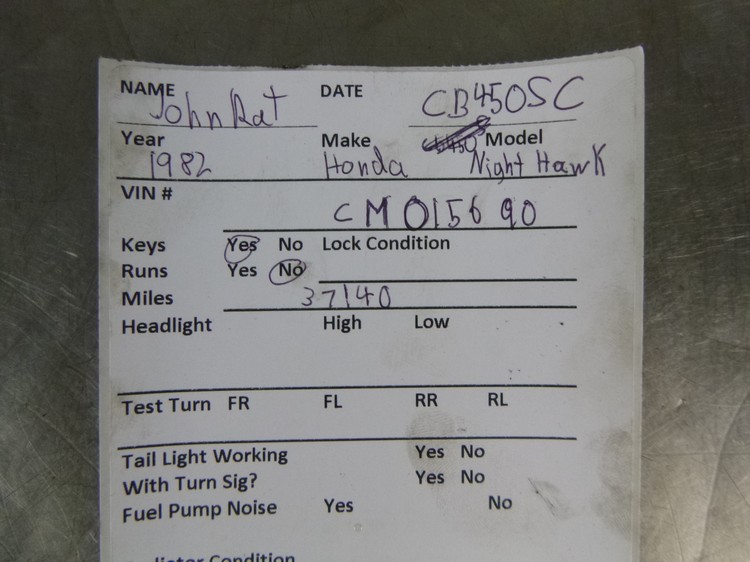 NAME John Rat DATE CB450SC
Year Make Model
1982 Honda Night Hawk
VIN #
CM015690
Keys Yes No Lock Condition
Runs Yes No
Miles 37140
Headlight High Low
Test Turn FR FL RR RL
Tail Light Working Yes No
With Turn Sig? Yes No
Fuel Pump Noise Yes No
Condition